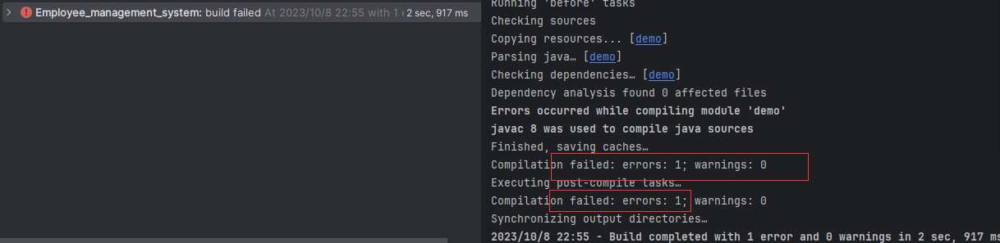 Employee_management_system: build failed At 2023/10/8 22:55 with 1 2 sec, 917 ms
Running 'before' tasks
Checking sources
Copying resources... [demo]
Parsing java… [demo]
Checking dependencies… [demo]
Dependency analysis found 0 affected files
Errors occurred while compiling module 'demo'
javac 8 was used to compile java sources
Finished, saving caches…
Compilation failed: errors: 1; warnings: 0
Executing post-compile tasks…
Compilation failed: errors: 1; warnings: 0
Synchronizing output directories…
2023/10/8 22:55 - Build completed with 1 error and 0 warnings in 2 sec, 917 ms